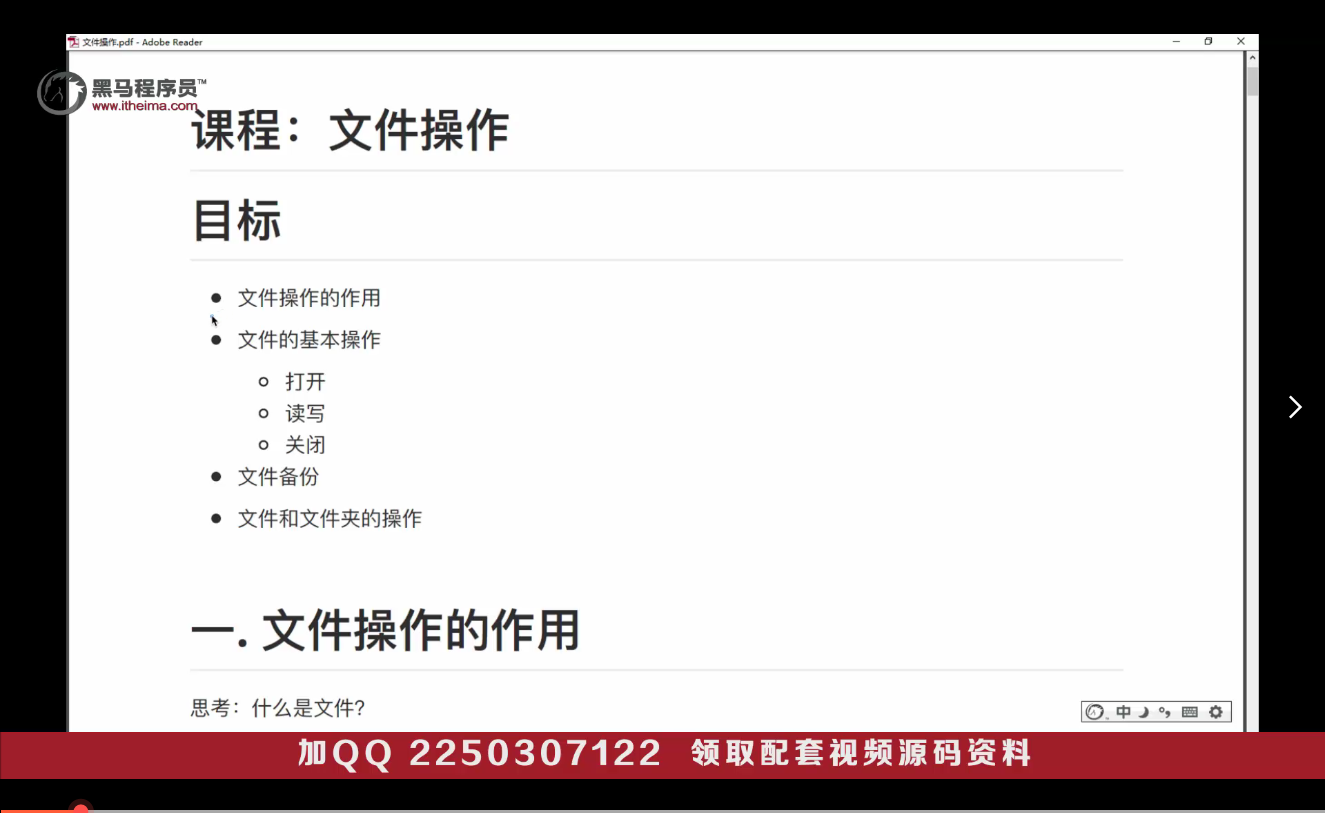 文件操作.pdf - Adobe Reader
黑马程序员™
www.itheima.com
课程：文件操作
目标
文件操作的作用
文件的基本操作
打开
读写
关闭
文件备份
文件和文件夹的操作
一. 文件操作的作用
思考：什么是文件?
中
加QQ 2250307122 领取配套视频源码资料